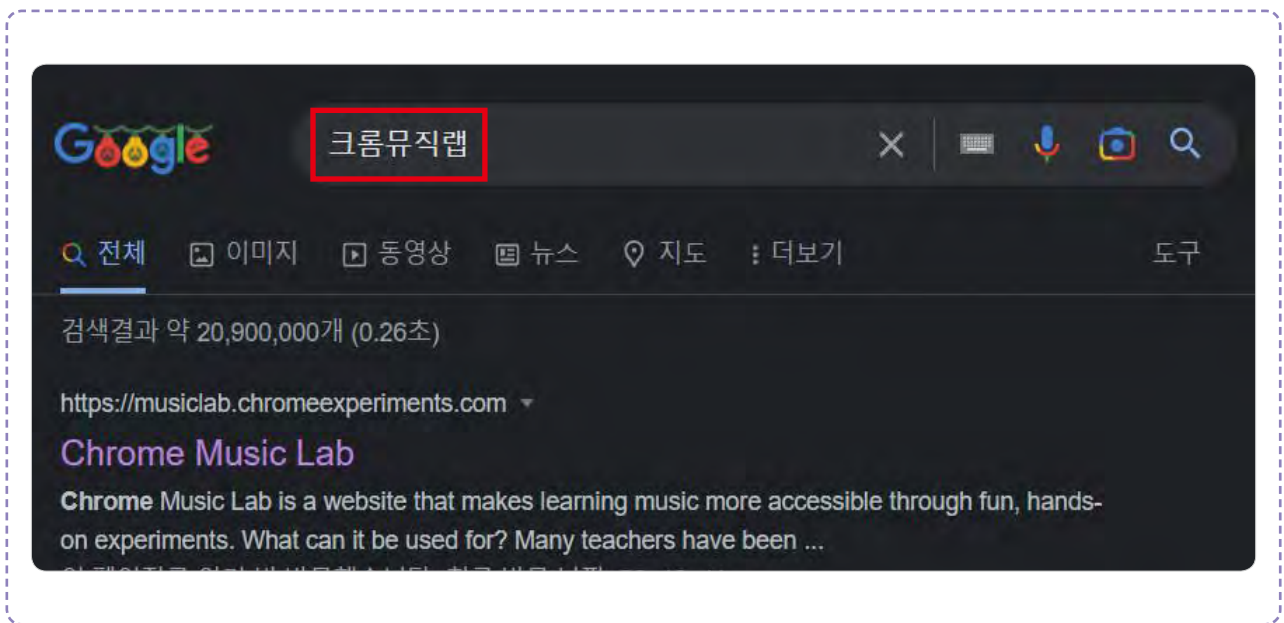 Google 크롬뮤직랩
전체 이미지 동영상 뉴스 지도 더보기 도구
검색결과 약 20,900,000개 (0.26초)
https://musiclab.chromeexperiments.com
Chrome Music Lab
Chrome Music Lab is a website that makes learning music more accessible through fun, hands-
on experiments. What can it be used for? Many teachers have been ...